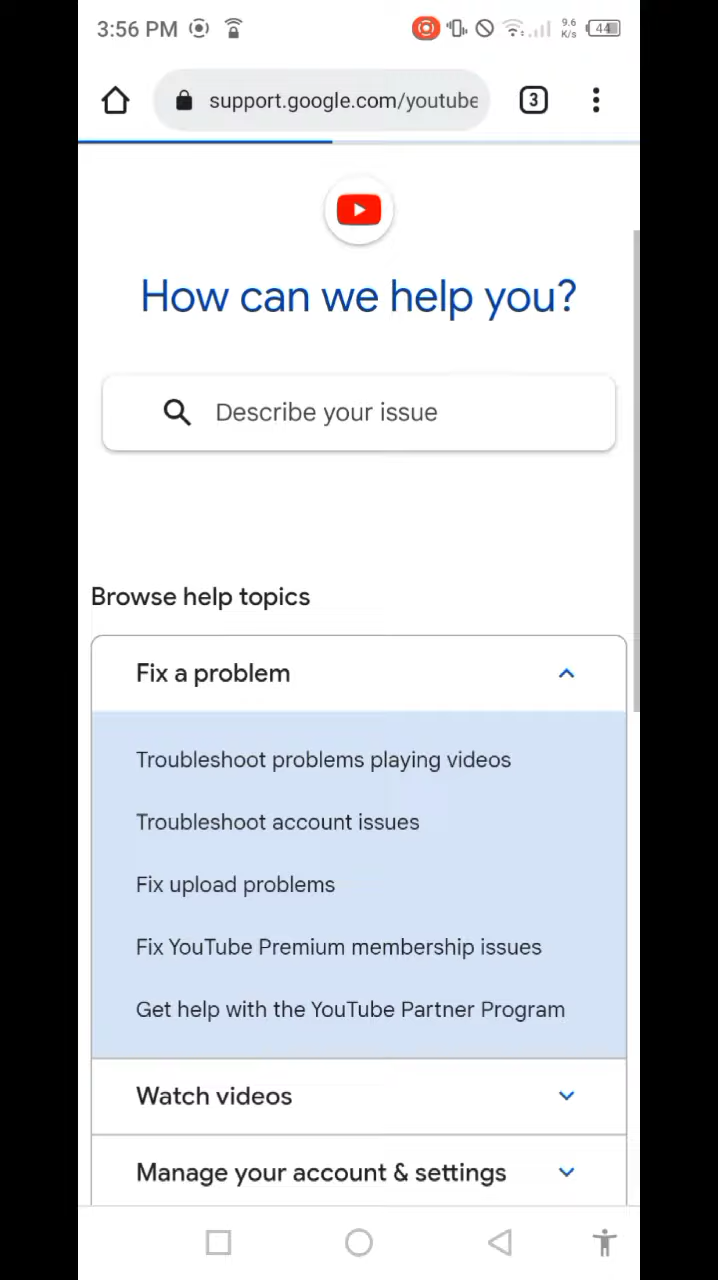 3:56 PM
9.6
K/s
44
support.google.com/youtube
3
How can we help you?
Describe your issue
Browse help topics
Fix a problem
Troubleshoot problems playing videos
Troubleshoot account issues
Fix upload problems
Fix YouTube Premium membership issues
Get help with the YouTube Partner Program
Watch videos
Manage your account & settings